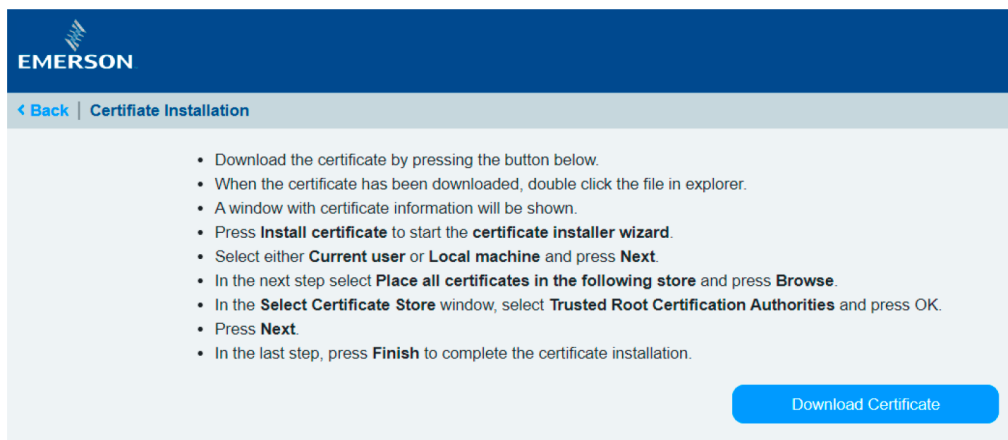 EMERSON
Back | Certifiate Installation
Download the certificate by pressing the button below.
When the certificate has been downloaded, double click the file in explorer.
A window with certificate information will be shown.
Press Install certificate to start the certificate installer wizard.
Select either Current user or Local machine and press Next.
In the next step select Place all certificates in the following store and press Browse.
In the Select Certificate Store window, select Trusted Root Certification Authorities and press OK.
Press Next.
In the last step, press Finish to complete the certificate installation.
Download Certificate